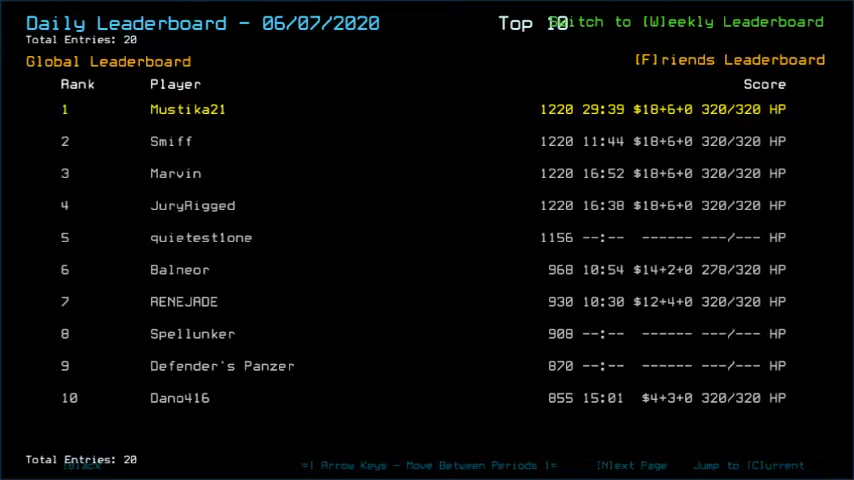 Daily Leaderboard - 06/07/2020 Top 10 Switch to [W]eekly Leaderboard
Total Entries: 20
Global Leaderboard [F]riends Leaderboard
Rank Player Score
1 Mustika21 1220 29:39 $18+6+0 320/320 HP
2 Smiff 1220 11:44 $18+6+0 320/320 HP
3 Marvin 1220 16:52 $18+6+0 320/320 HP
4 JuryRigged 1220 16:38 $18+6+0 320/320 HP
5 quietest1one 1156 --:-- ------ ---/--- HP
6 Balneor 968 10:54 $14+2+0 278/320 HP
7 RENEJADE 930 10:30 $12+4+0 320/320 HP
8 Spellunker 908 --:-- ------ ---/--- HP
9 Defender's Panzer 870 --:-- ------ ---/--- HP
10 Dano416 855 15:01 $4+3+0 320/320 HP
Total Entries: 20
=[ Arrow Keys - Move Between Periods ]= [N]ext Page Jump to [C]urrent